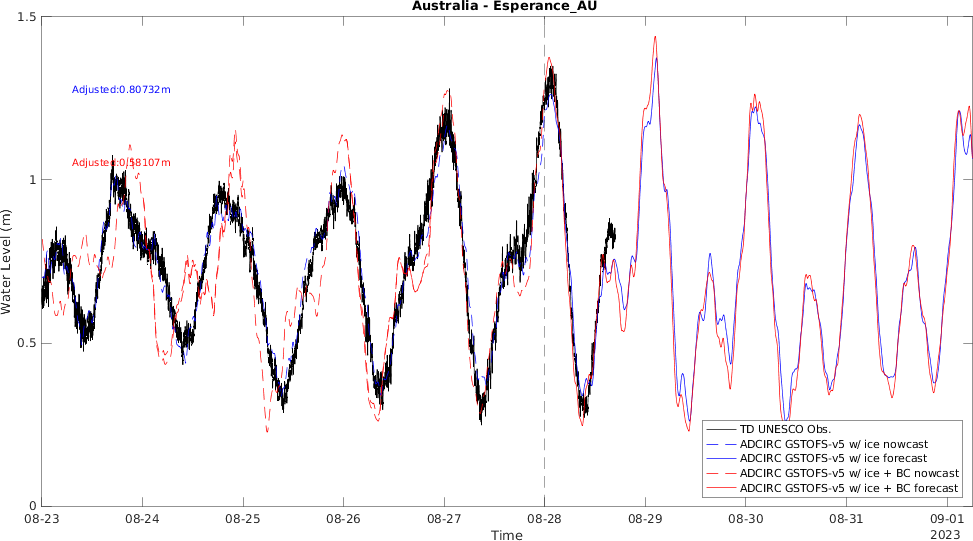 Australia - Esperance_AU
1.5
Adjusted:0.80732m
Adjusted:0.58107m
1
Water Level (m)
0.5
TD UNESCO Obs.
ADCIRC GSTOFS-v5 w/ ice nowcast
ADCIRC GSTOFS-v5 w/ ice forecast
ADCIRC GSTOFS-v5 w/ ice + BC nowcast
ADCIRC GSTOFS-v5 w/ ice + BC forecast
0
08-23 08-24 08-25 08-26 08-27 08-28 08-29 08-30 08-31 09-01
Time 2023